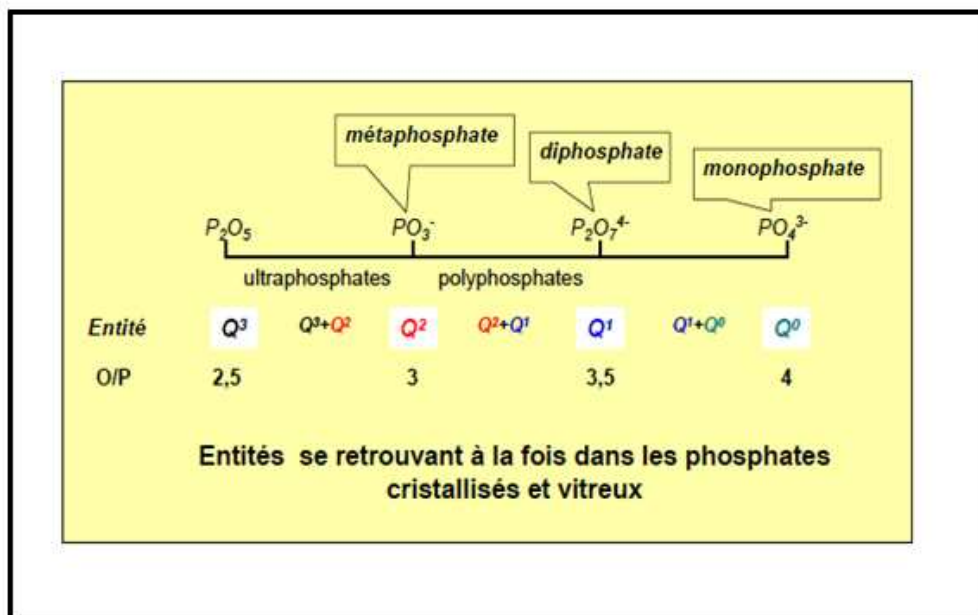 métaphosphate
diphosphate
monophosphate
P₂O₅ PO₃⁻ P₂O₇⁴⁻ PO₄³⁻
ultraphosphates polyphosphates
Entité Q³ Q³+Q² Q² Q²+Q¹ Q¹ Q¹+Q⁰ Q⁰
O/P 2,5 3 3,5 4
Entités se retrouvant à la fois dans les phosphates
cristallisés et vitreux